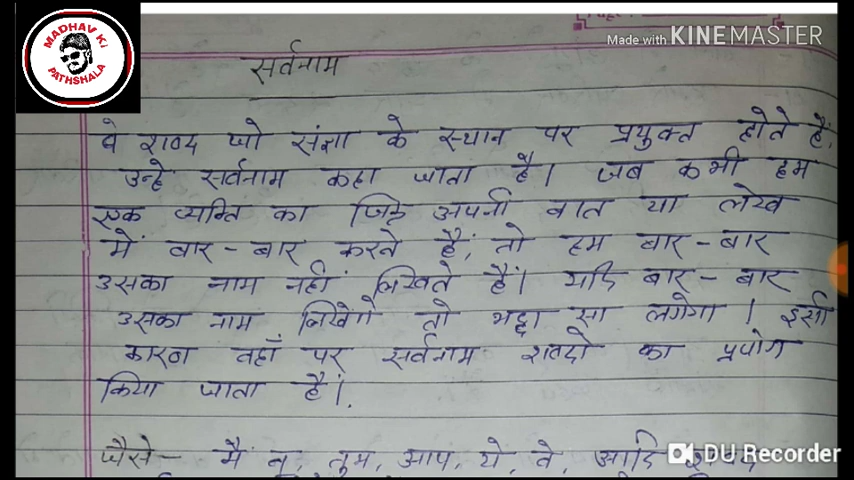 MADHAV KI
PATHSHALA
Made with KINEMASTER
सर्वनाम
वे शब्द जो संज्ञा के स्थान पर प्रयुक्त होते हैं,
उन्हे सर्वनाम कहा जाता है। जब कभी हम
एक व्यक्ति का जिक्र अपनी बात या लेख
में बार-बार करते हैं, तो हम बार-बार
उसका नाम नहीं लिखते हैं। यदि बार-बार
उसका नाम लिखेंगे तो भद्दा सा लगेगा। इसी
कारण वहाँ पर सर्वनाम शब्दो का प्रयोग
किया जाता है।
जैसे- मैं, तू, तुम, आप, ये, वे, आदि शब्द
DU Recorder